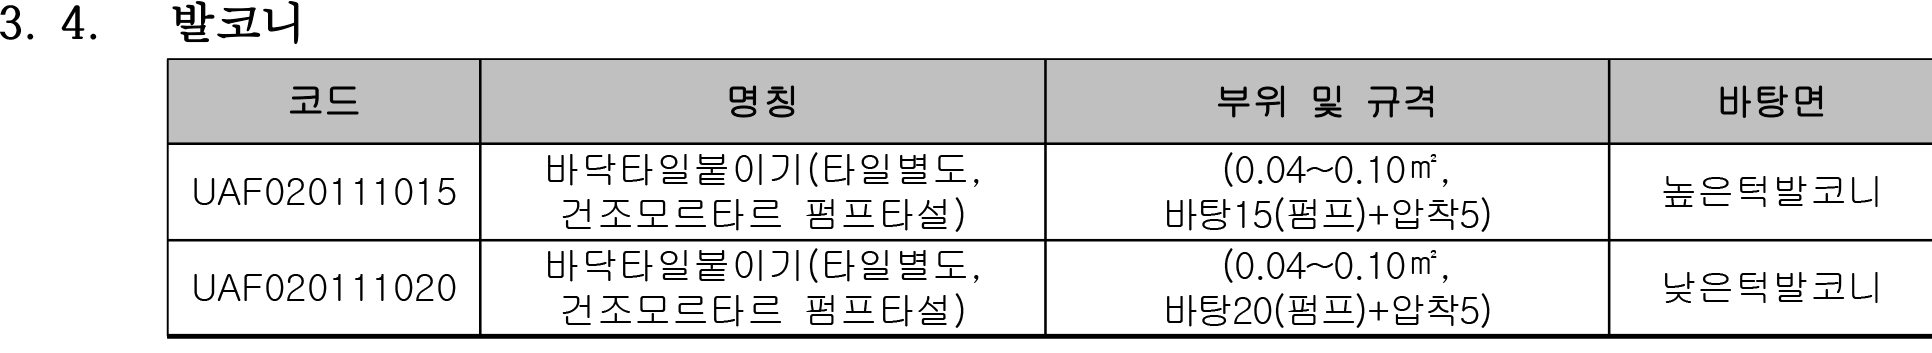 3. 4. 발코니
코드 명칭 부위 및 규격 바탕면
UAF020111015 바닥타일붙이기(타일별도, 건조모르타르 펌프타설) (0.04~0.10㎡, 바탕15(펌프)+압착5) 높은턱발코니
UAF020111020 바닥타일붙이기(타일별도, 건조모르타르 펌프타설) (0.04~0.10㎡, 바탕20(펌프)+압착5) 낮은턱발코니